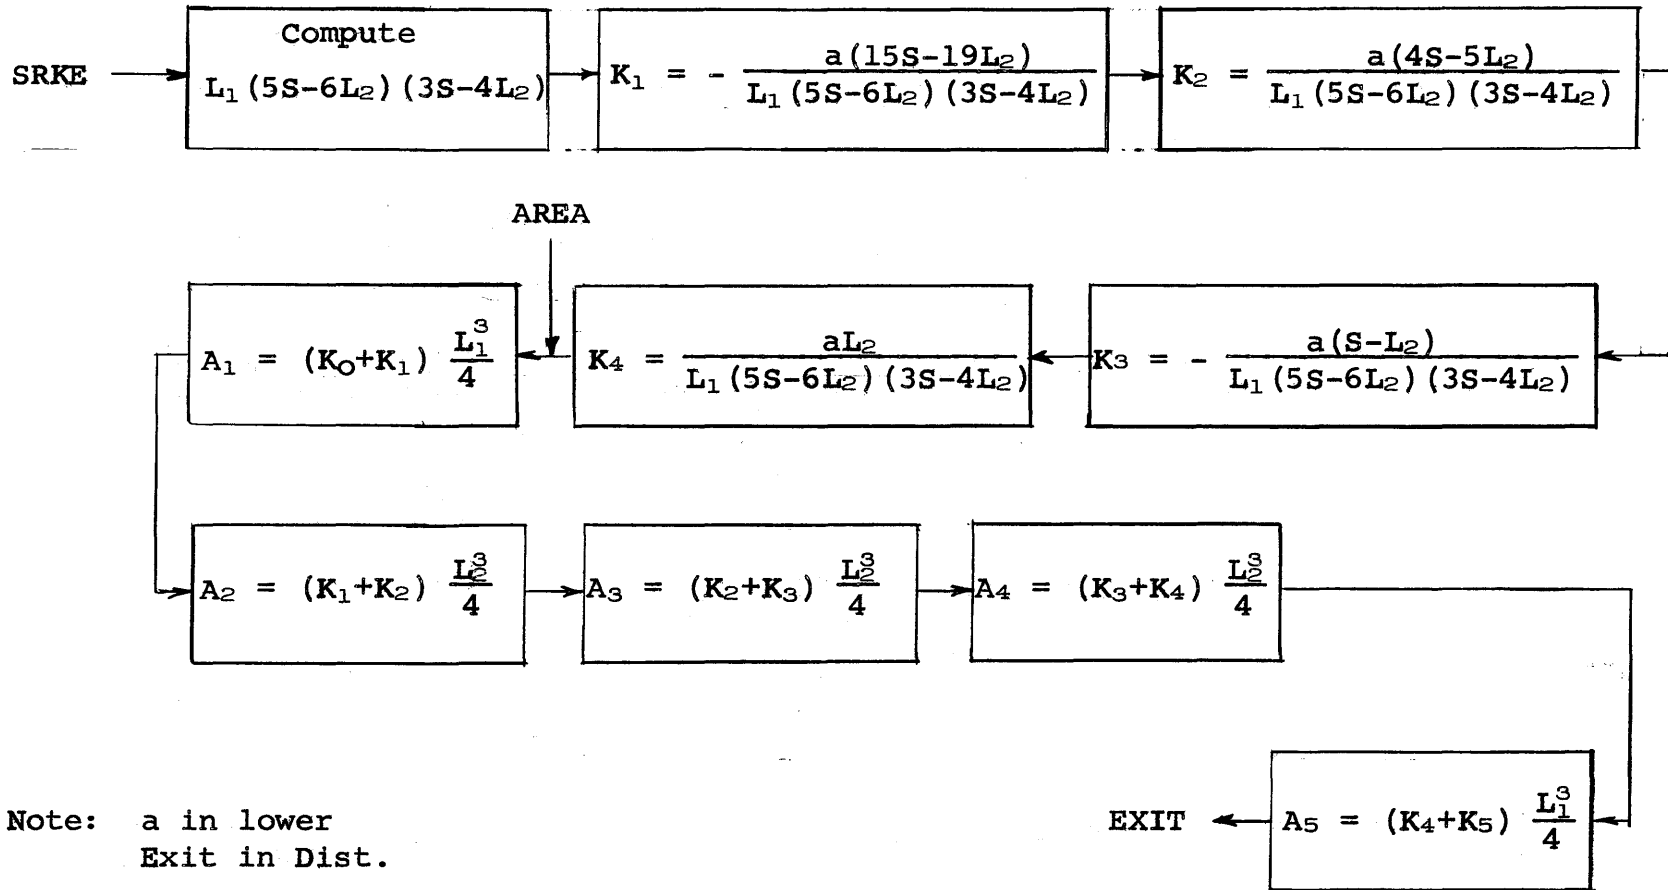 SRKE
Compute
L₁(5S-6L₂)(3S-4L₂)
K₁ = - a(15S-19L₂) / L₁(5S-6L₂)(3S-4L₂)
K₂ = a(4S-5L₂) / L₁(5S-6L₂)(3S-4L₂)
AREA
A₁ = (K₀+K₁) L₁³/4
K₄ = aL₂ / L₁(5S-6L₂)(3S-4L₂)
K₃ = - a(S-L₂) / L₁(5S-6L₂)(3S-4L₂)
A₂ = (K₁+K₂) L₂³/4
A₃ = (K₂+K₃) L₂³/4
A₄ = (K₃+K₄) L₂³/4
EXIT
A₅ = (K₄+K₅) L₁³/4
Note: a in lower
Exit in Dist.